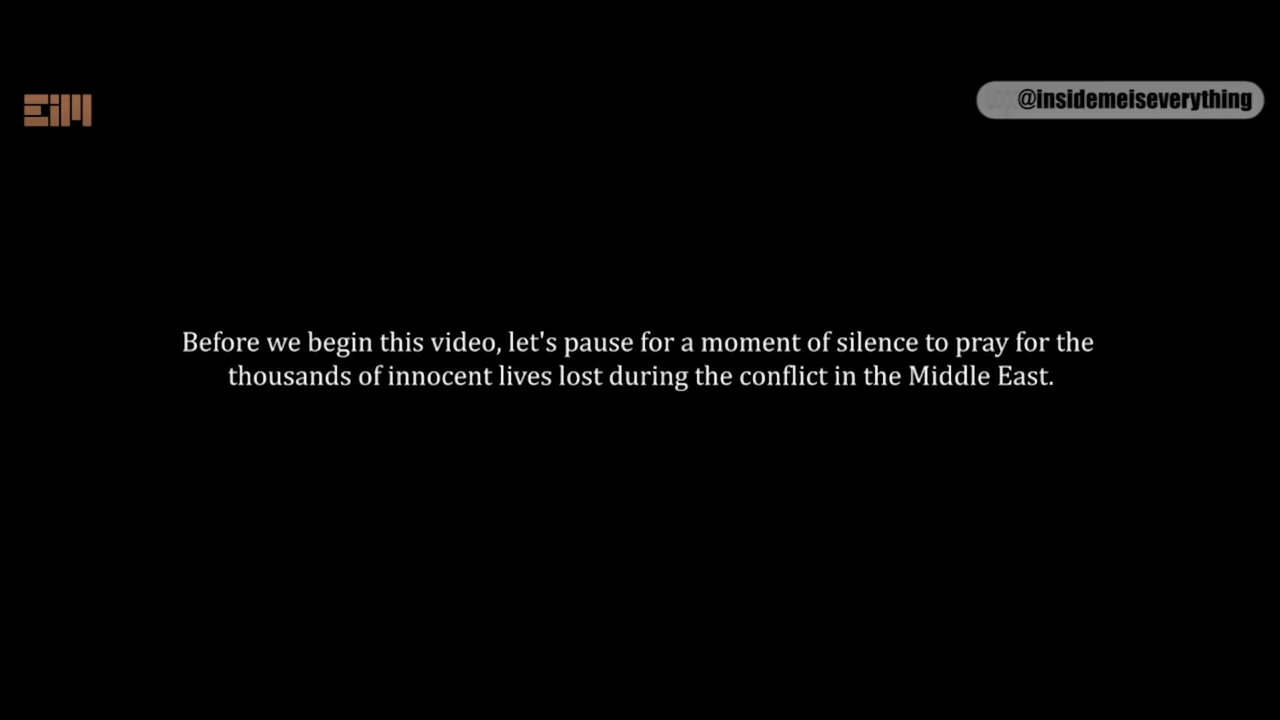 EiM
@insidemeiseverything
Before we begin this video, let's pause for a moment of silence to pray for the
thousands of innocent lives lost during the conflict in the Middle East.